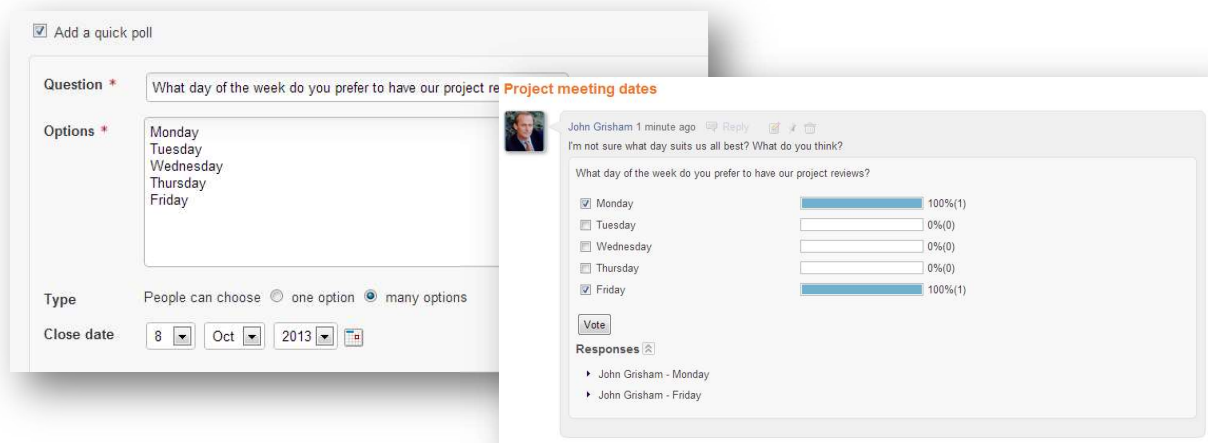 Add a quick poll
Question *
What day of the week do you prefer to have our project re
Options *
Monday
Tuesday
Wednesday
Thursday
Friday
Type
People can choose one option many options
Close date
8 Oct 2013
Project meeting dates
John Grisham 1 minute ago Reply
I'm not sure what day suits us all best? What do you think?
What day of the week do you prefer to have our project reviews?
Monday 100%(1)
Tuesday 0%(0)
Wednesday 0%(0)
Thursday 0%(0)
Friday 100%(1)
Vote
Responses
John Grisham - Monday
John Grisham - Friday